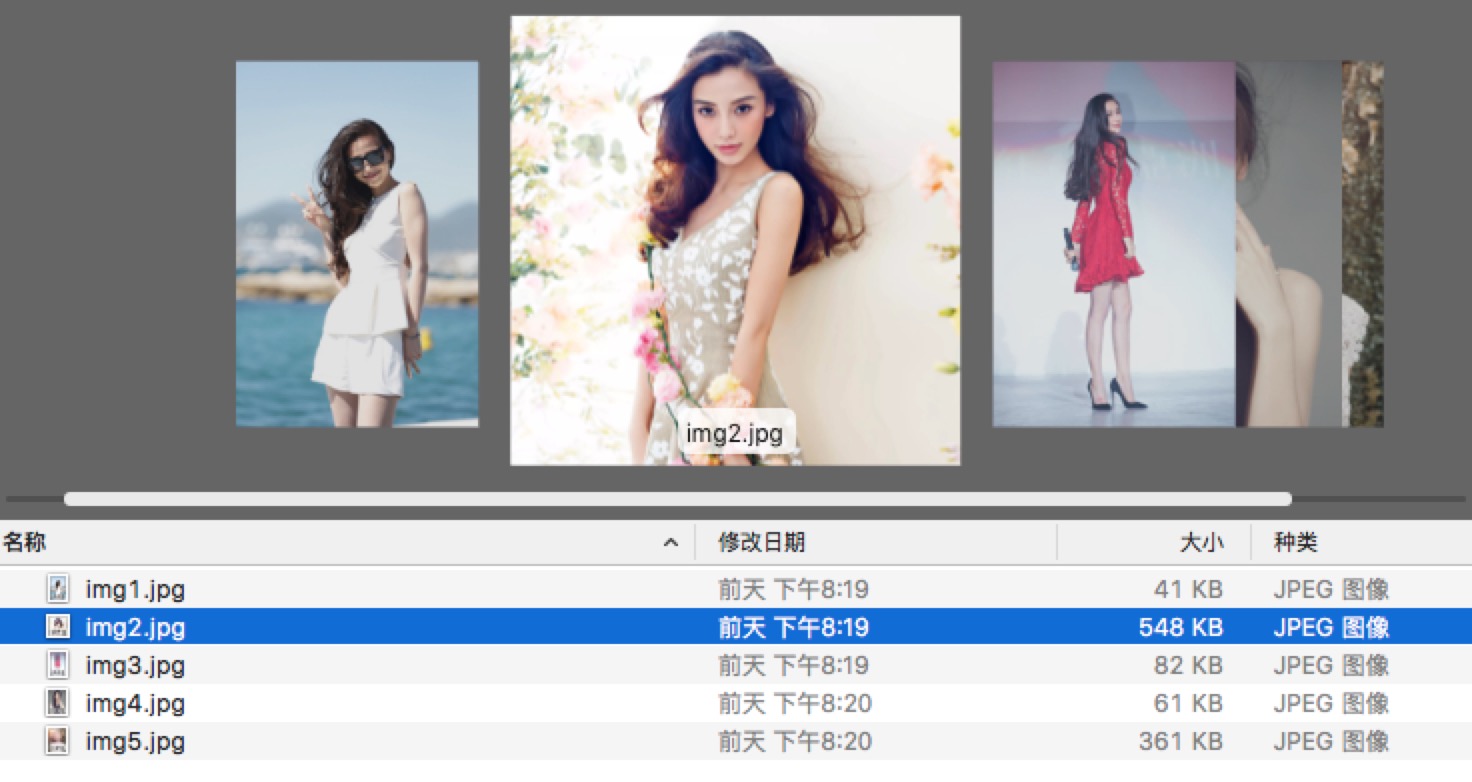 img2.jpg
名称 修改日期 大小 种类
img1.jpg 前天 下午8:19 41 KB JPEG 图像
img2.jpg 前天 下午8:19 548 KB JPEG 图像
img3.jpg 前天 下午8:19 82 KB JPEG 图像
img4.jpg 前天 下午8:20 61 KB JPEG 图像
img5.jpg 前天 下午8:20 361 KB JPEG 图像